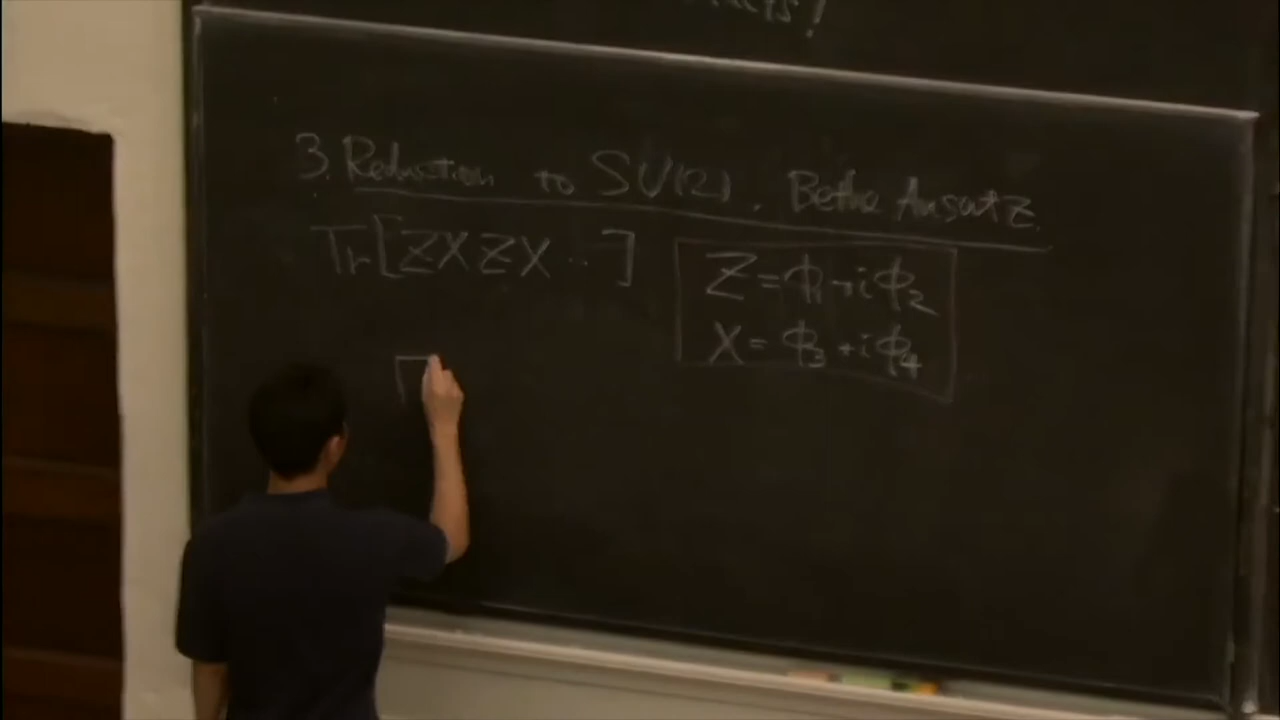 3. Reduction to SU(2), Bethe Ansatz
Tr[ZXZX...]
Z = ϕ₁ + iϕ₂
X = ϕ₃ + iϕ₄